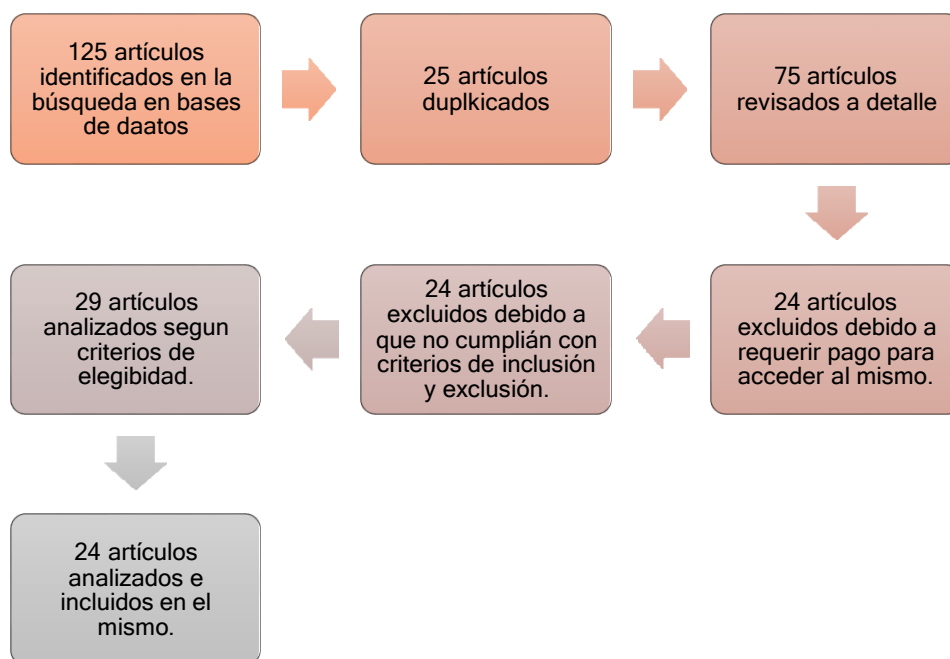 125 artículos
identificados en la
búsqueda en bases
de daatos
25 artículos
duplkicados
75 artículos
revisados a detalle
24 artículos
excluidos debido a
requerir pago para
acceder al mismo.
24 artículos
excluidos debido a
que no cumplián con
criterios de inclusión
y exclusión.
29 artículos
analizados segun
criterios de
elegibidad.
24 artículos
analizados e
incluidos en el
mismo.